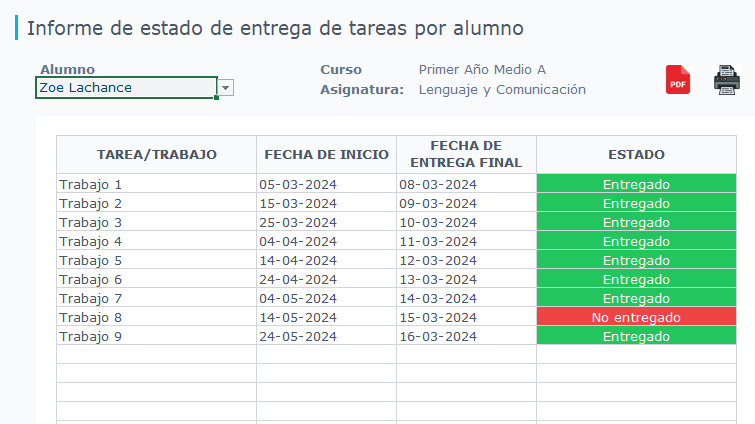 Informe de estado de entrega de tareas por alumno
Alumno
Zoe Lachance
Curso Primer Año Medio A
Asignatura: Lenguaje y Comunicación
PDF
TAREA/TRABAJO FECHA DE INICIO FECHA DE ENTREGA FINAL ESTADO
Trabajo 1 05-03-2024 08-03-2024 Entregado
Trabajo 2 15-03-2024 09-03-2024 Entregado
Trabajo 3 25-03-2024 10-03-2024 Entregado
Trabajo 4 04-04-2024 11-03-2024 Entregado
Trabajo 5 14-04-2024 12-03-2024 Entregado
Trabajo 6 24-04-2024 13-03-2024 Entregado
Trabajo 7 04-05-2024 14-03-2024 Entregado
Trabajo 8 14-05-2024 15-03-2024 No entregado
Trabajo 9 24-05-2024 16-03-2024 Entregado